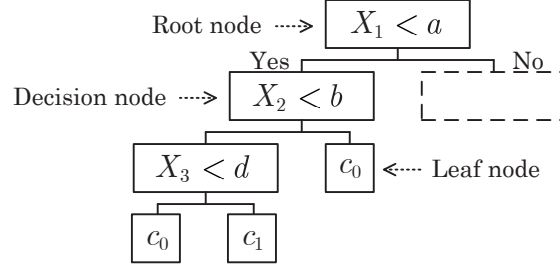 Root node
X₁ < a
Yes
No
Decision node
X₂ < b
X₃ < d
c₀
Leaf node
c₀
c₁